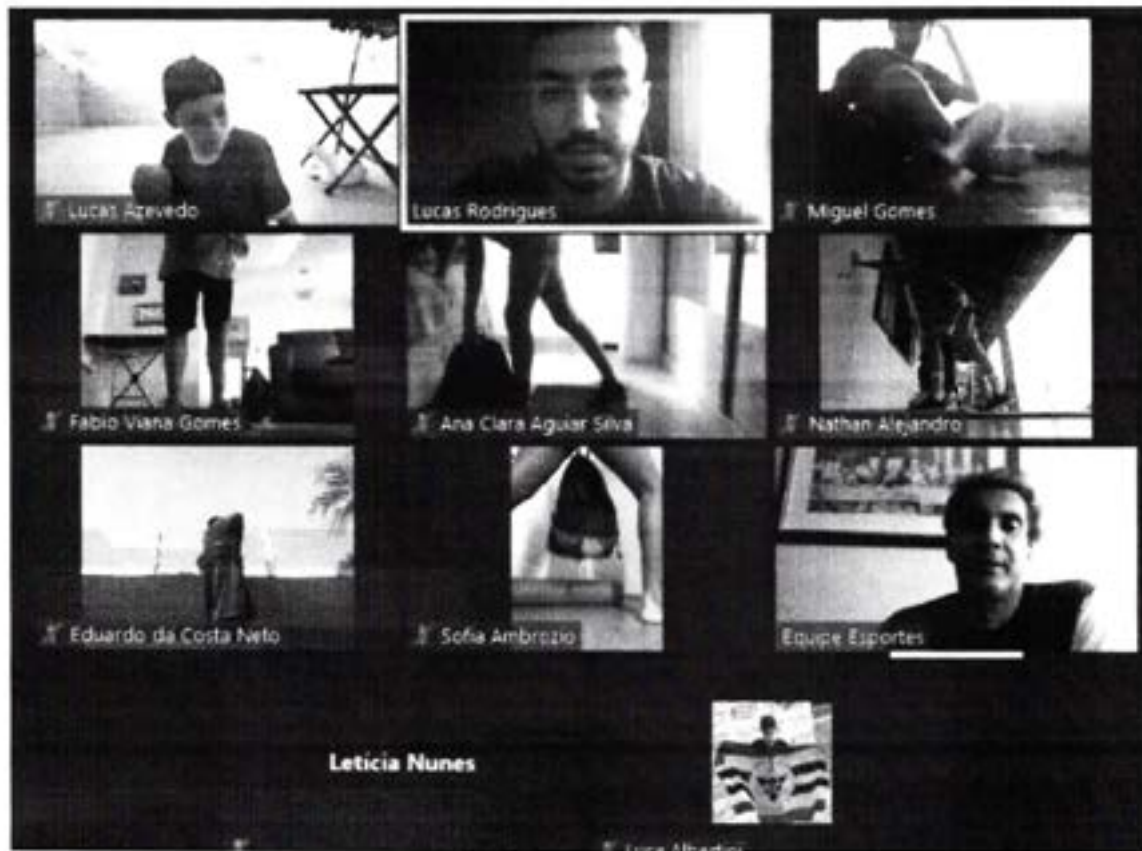 Lucas Azevedo
Lucas Rodrigues
Miguel Gomes
Fabio Viana Gomes
Ana Clara Aguiar Silva
Nathan Alejandro
Eduardo da Costa Neto
Sofia Ambrozio
Equipe Esportes
Leticia Nunes